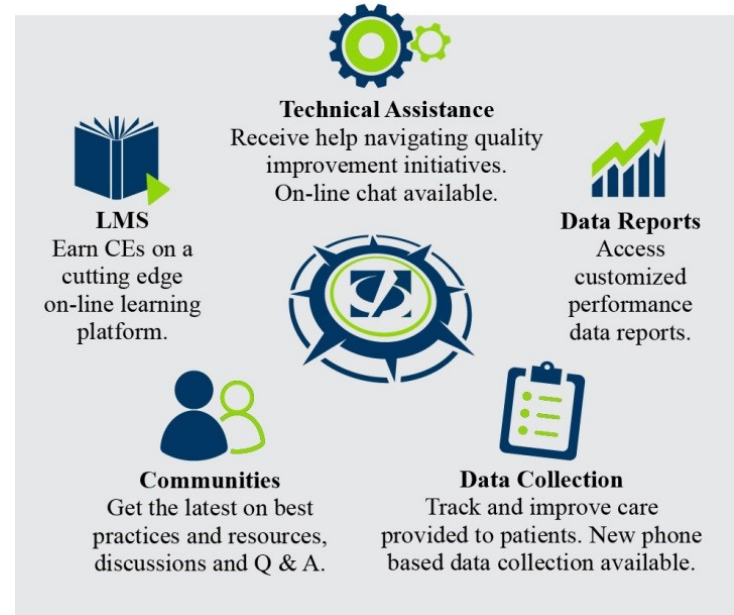 Technical Assistance
Receive help navigating quality
improvement initiatives.
On-line chat available.
LMS
Earn CEs on a
cutting edge
on-line learning
platform.
Data Reports
Access
customized
performance
data reports.
Communities
Get the latest on best
practices and resources,
discussions and Q & A.
Data Collection
Track and improve care
provided to patients. New phone
based data collection available.